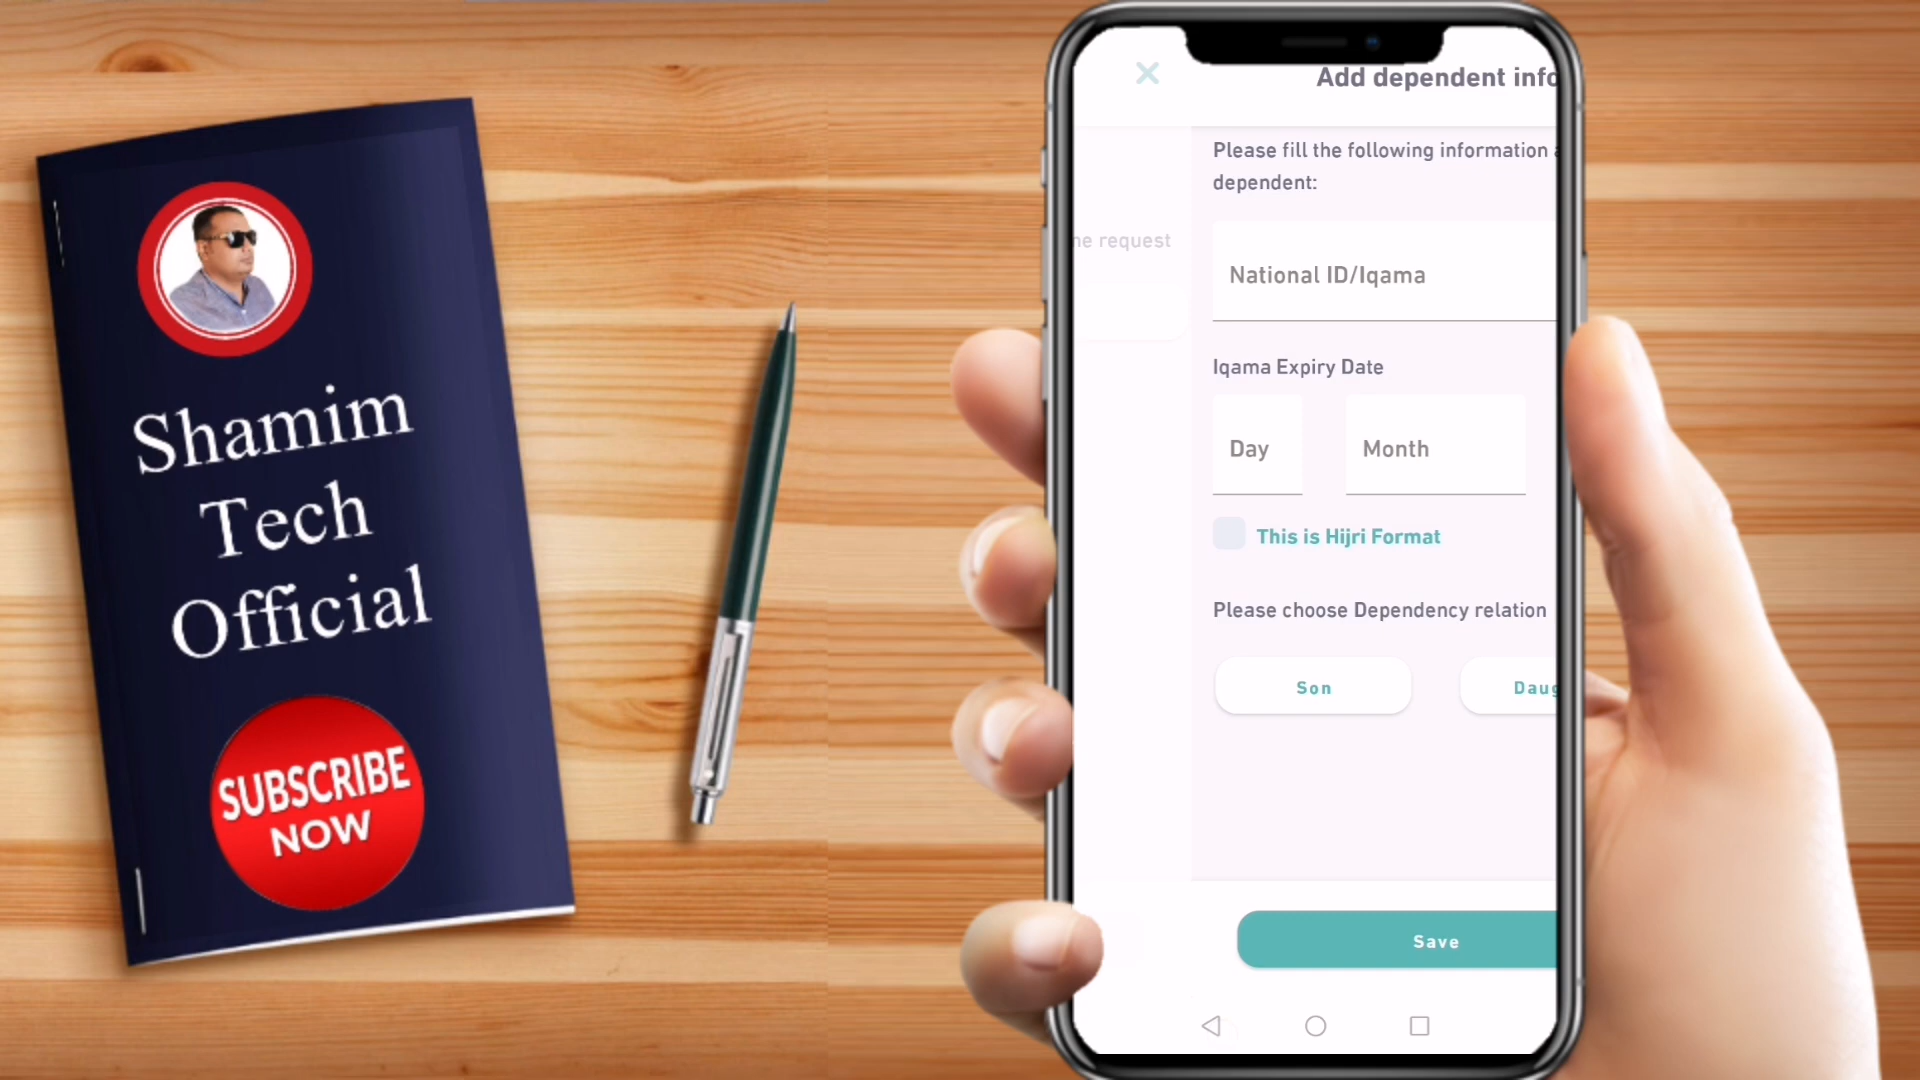 Shamim
Tech
Official
SUBSCRIBE
NOW
Add dependent info
Please fill the following information
dependent:
request
National ID/Iqama
Iqama Expiry Date
Day
Month
This is Hijri Format
Please choose Dependency relation
Son
Daug
Save